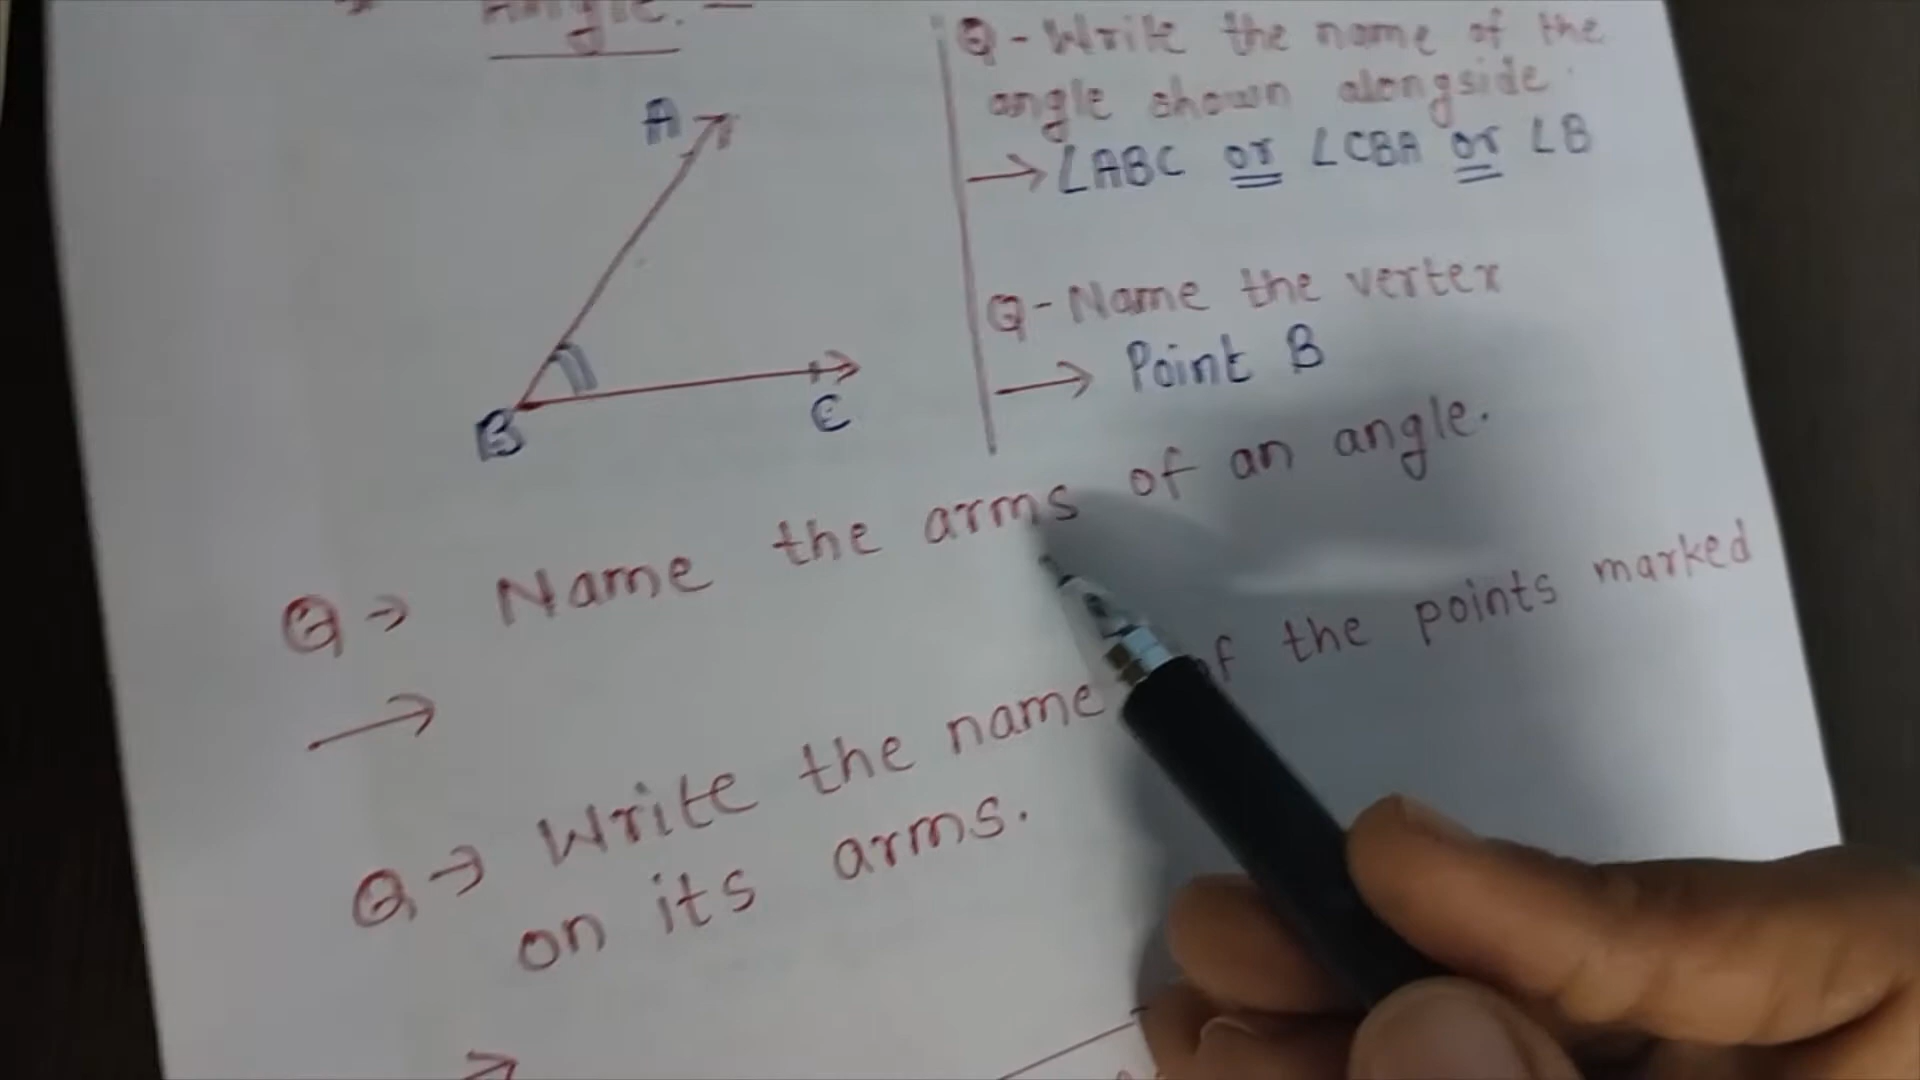 Angle. -
A
B
C
Q - Write the name of the
angle shown alongside.
→ ∠ABC or ∠CBA or ∠B
Q - Name the vertex
→ Point B
Q → Name the arms of an angle.
→
Q → Write the name of the points marked
on its arms.
→